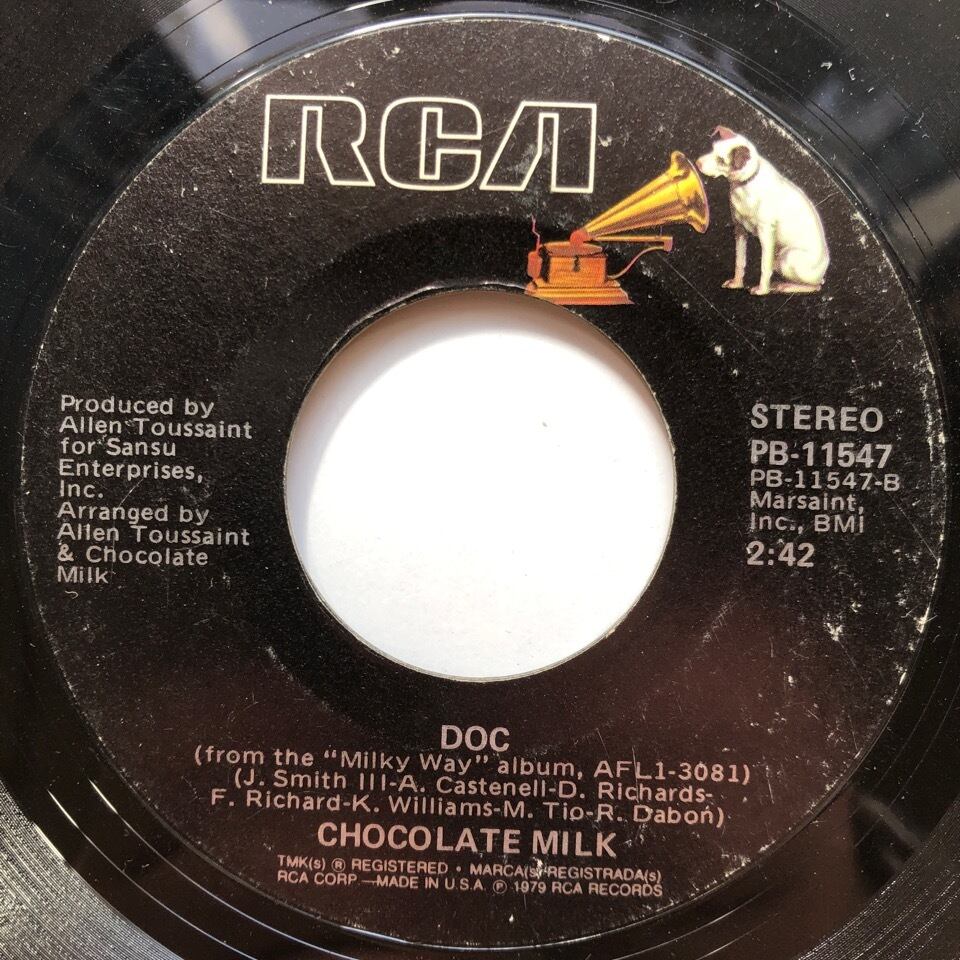 RCA
Produced by
Allen Toussaint
for Sansu
Enterprises,
Inc.
Arranged by
Allen Toussaint
& Chocolate
Milk
STEREO
PB-11547
PB-11547-B
Marsaint,
Inc., BMI
2:42
DOC
(from the “Milky Way” album, AFL1-3081)
(J. Smith III-A. Castenell-D. Richards-
F. Richard-K. Williams-M. Tio-R. Dabon)
CHOCOLATE MILK
TMK(s) ® REGISTERED • MARCA(s) REGISTRADA(s)
RCA CORP.—MADE IN U.S.A. ℗ 1979 RCA RECORDS